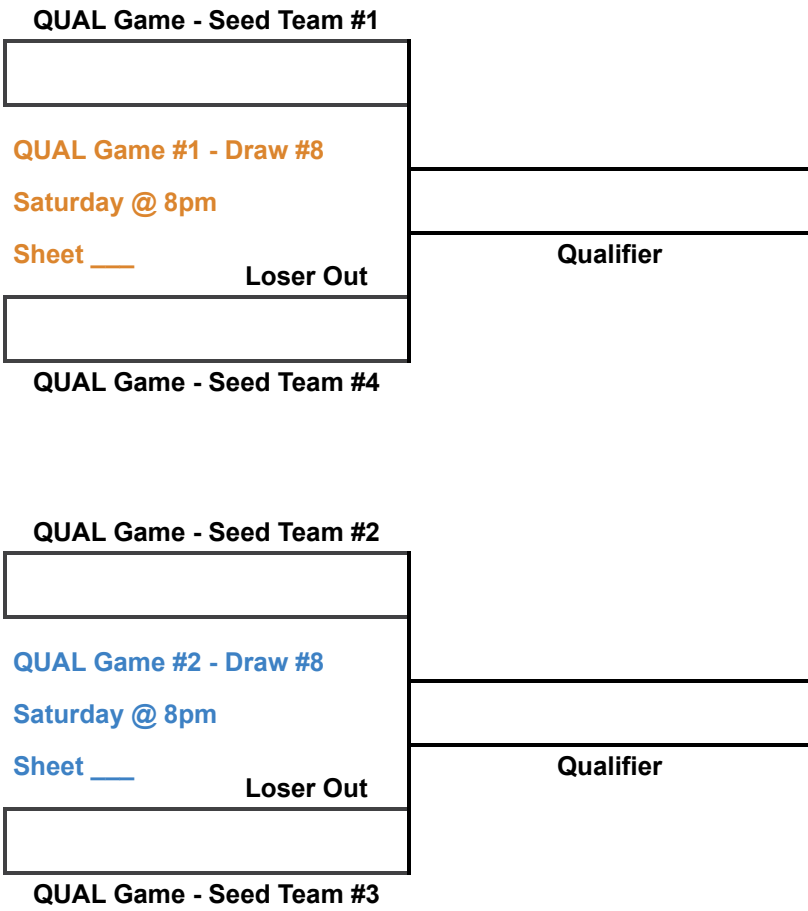 QUAL Game - Seed Team #1
QUAL Game #1 - Draw #8
Saturday @ 8pm
Sheet ___
Loser Out
Qualifier
QUAL Game - Seed Team #4
QUAL Game - Seed Team #2
QUAL Game #2 - Draw #8
Saturday @ 8pm
Sheet ___
Loser Out
Qualifier
QUAL Game - Seed Team #3